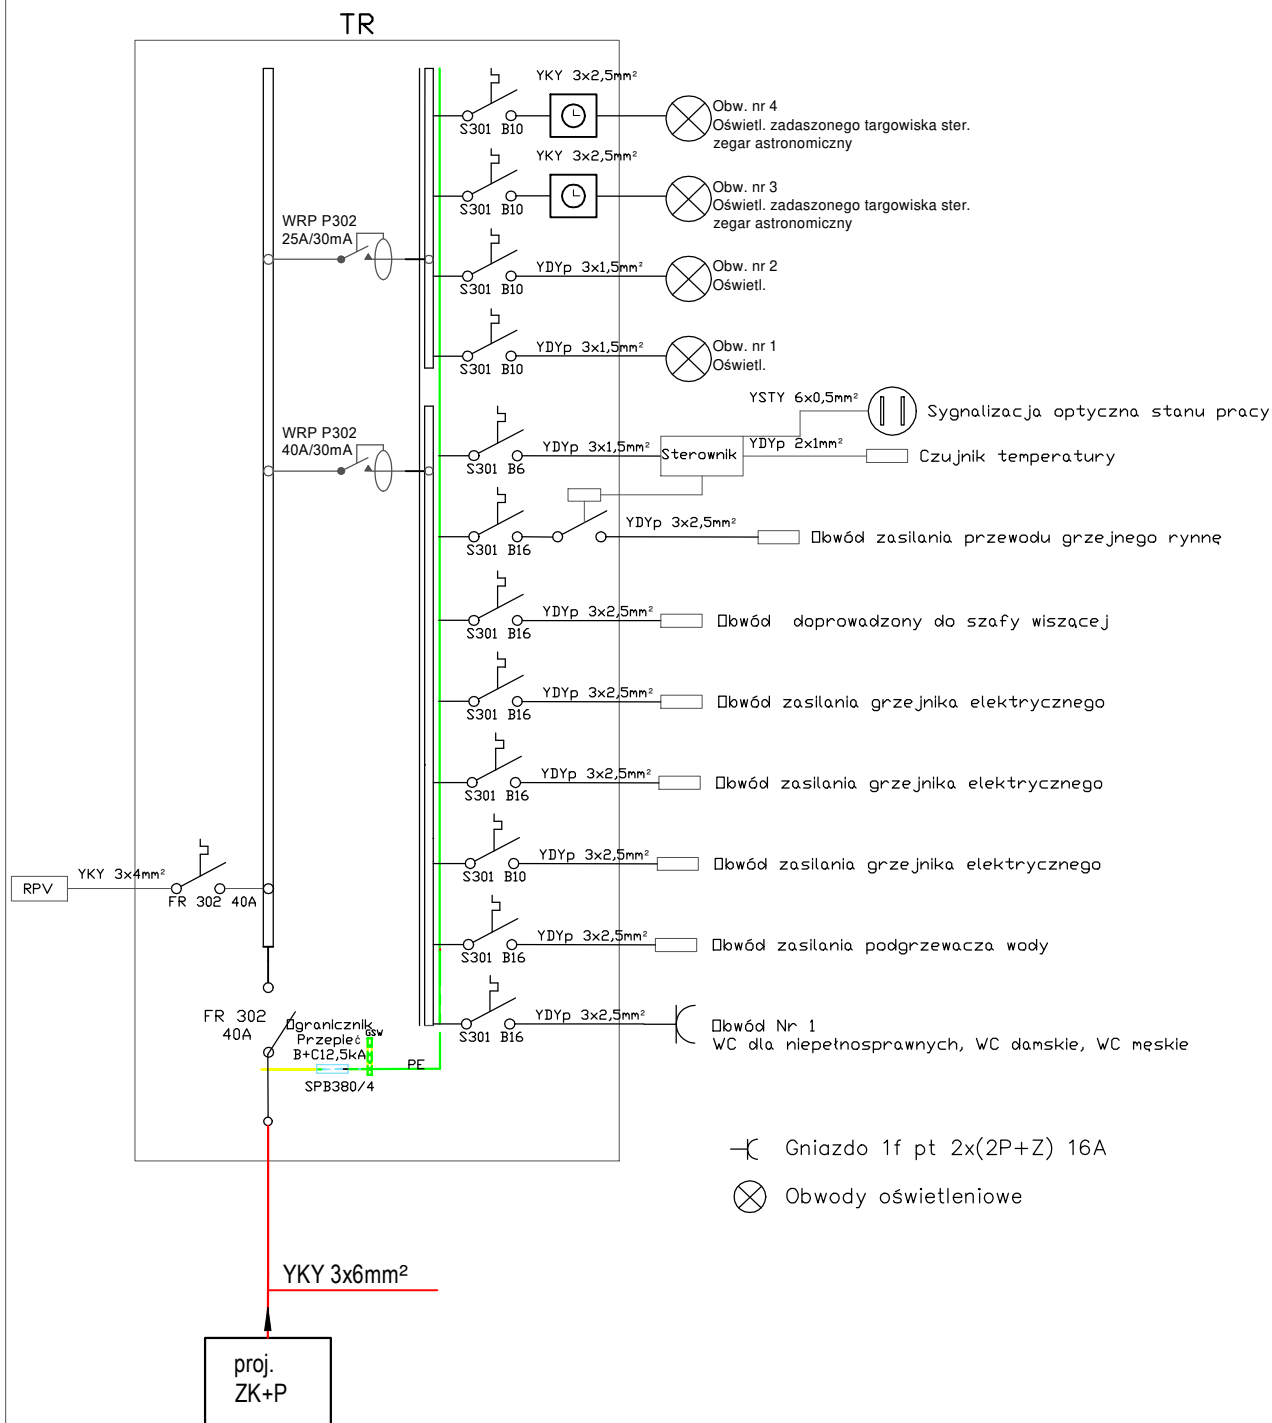 TR
YKY 3x2,5mm²
S301 B10
Obw. nr 4
Oświetl. zadaszonego targowiska ster.
zegar astronomiczny
YKY 3x2,5mm²
S301 B10
Obw. nr 3
Oświetl. zadaszonego targowiska ster.
zegar astronomiczny
WRP P302
25A/30mA
YDYp 3x1,5mm²
S301 B10
Obw. nr 2
Oświetl.
YDYp 3x1,5mm²
S301 B10
Obw. nr 1
Oświetl.
YSTY 6x0,5mm²
Sygnalizacja optyczna stanu pracy
WRP P302
40A/30mA
YDYp 3x1,5mm²
S301 B6
Sterownik
YDYp 2x1mm²
Czujnik temperatury
S301 B16
YDYp 3x2,5mm²
Obwód zasilania przewodu grzejnego rynnę
YDYp 3x2,5mm²
S301 B16
Obwód doprowadzony do szafy wiszącej
YDYp 3x2,5mm²
S301 B16
Obwód zasilania grzejnika elektrycznego
YDYp 3x2,5mm²
S301 B16
Obwód zasilania grzejnika elektrycznego
YDYp 3x2,5mm²
S301 B10
Obwód zasilania grzejnika elektrycznego
RPV
YKY 3x4mm²
FR 302 40A
YDYp 3x2,5mm²
S301 B16
Obwód zasilania podgrzewacza wody
YDYp 3x2,5mm²
S301 B16
Obwód Nr 1
WC dla niepełnosprawnych, WC damskie, WC męskie
FR 302
40A
Ogranicznik
Przepięć
B+C12,5kA
GSW
SPB380/4
PE
Gniazdo 1f pt 2x(2P+Z) 16A
Obwody oświetleniowe
YKY 3x6mm²
proj.
ZK+P